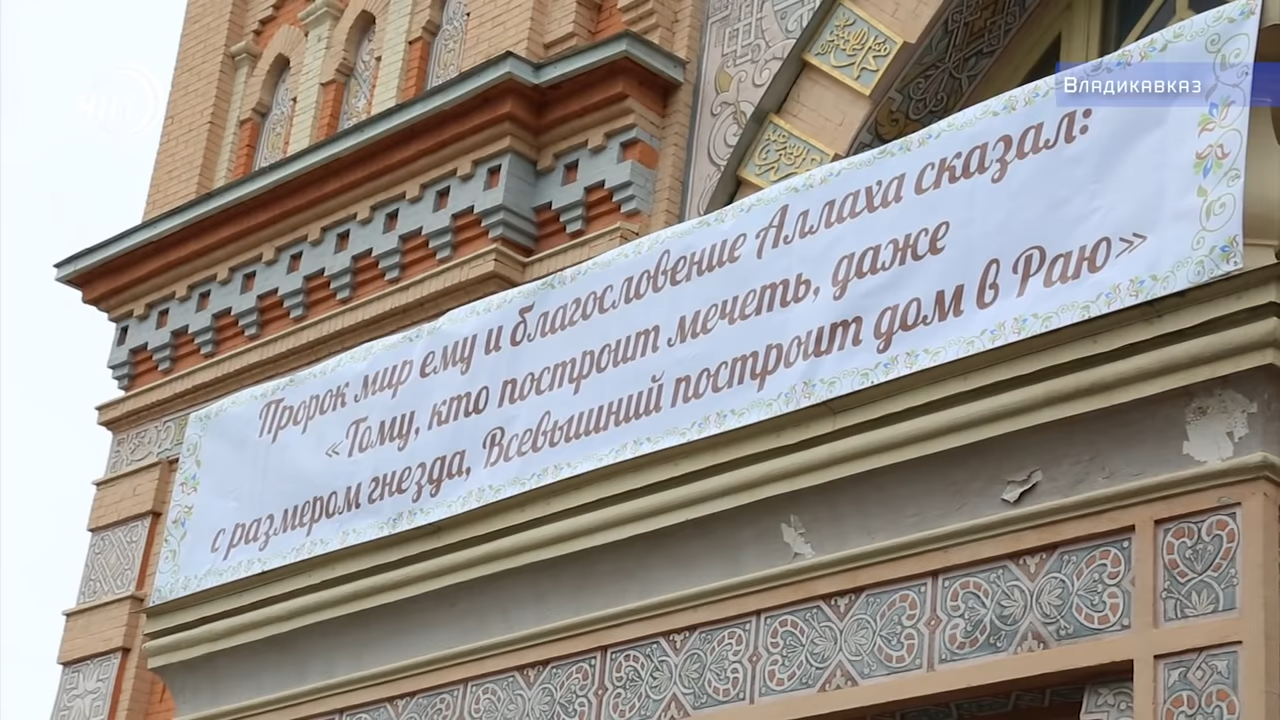 Владикавказ
Пророк мир ему и благословение Аллаха сказал:
«Тому, кто построит мечеть, даже
с размером гнезда, Всевышний построит дом в Раю»